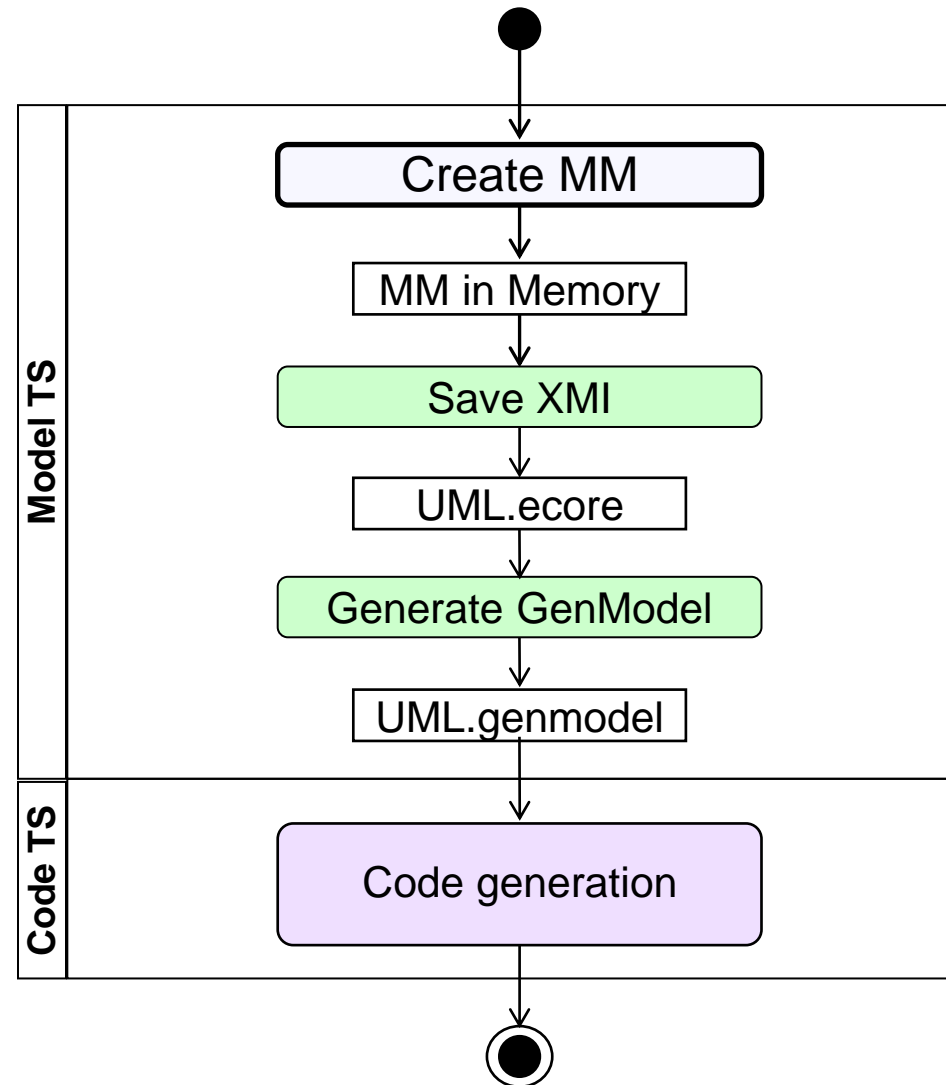 Model TS
Create MM
MM in Memory
Save XMI
UML.ecore
Generate GenModel
UML.genmodel
Code TS
Code generation